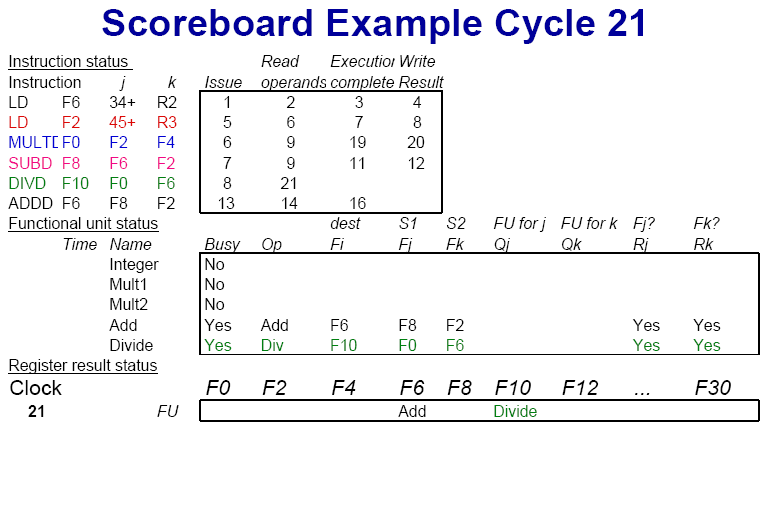 Scoreboard Example Cycle 21
Instruction status Read Execution Write
Instruction j k Issue operands complete Result
LD F6 34+ R2 1 2 3 4
LD F2 45+ R3 5 6 7 8
MULTD F0 F2 F4 6 9 19 20
SUBD F8 F6 F2 7 9 11 12
DIVD F10 F0 F6 8 21
ADDD F6 F8 F2 13 14 16
Functional unit status dest S1 S2 FU for j FU for k Fj? Fk?
Time Name Busy Op Fi Fj Fk Qj Qk Rj Rk
Integer No
Mult1 No
Mult2 No
Add Yes Add F6 F8 F2 Yes Yes
Divide Yes Div F10 F0 F6 Yes Yes
Register result status
Clock F0 F2 F4 F6 F8 F10 F12 ... F30
21 FU Add Divide